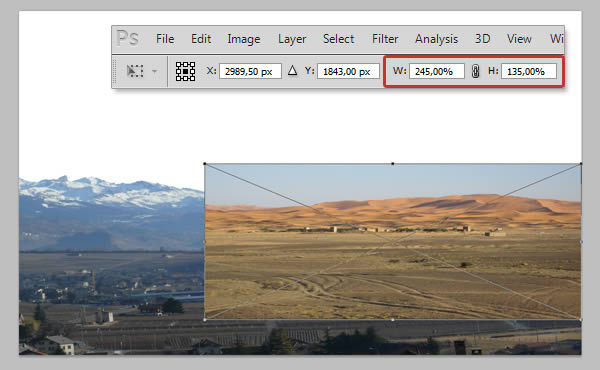 Ps File Edit Image Layer Select Filter Analysis 3D View Wi
X: 2989,50 px Y: 1843,00 px W: 245,00% H: 135,00%